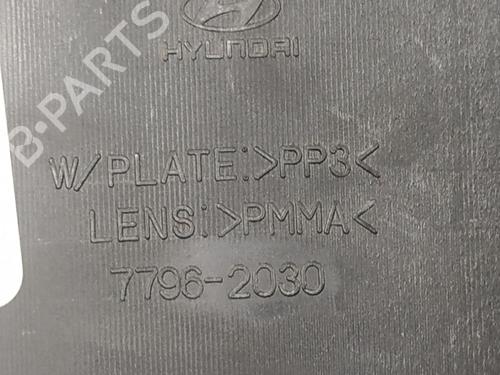 B-PARTS
HYUNDAI
W/PLATE:>PP3<
LENS:>PMMA<
7796-2030